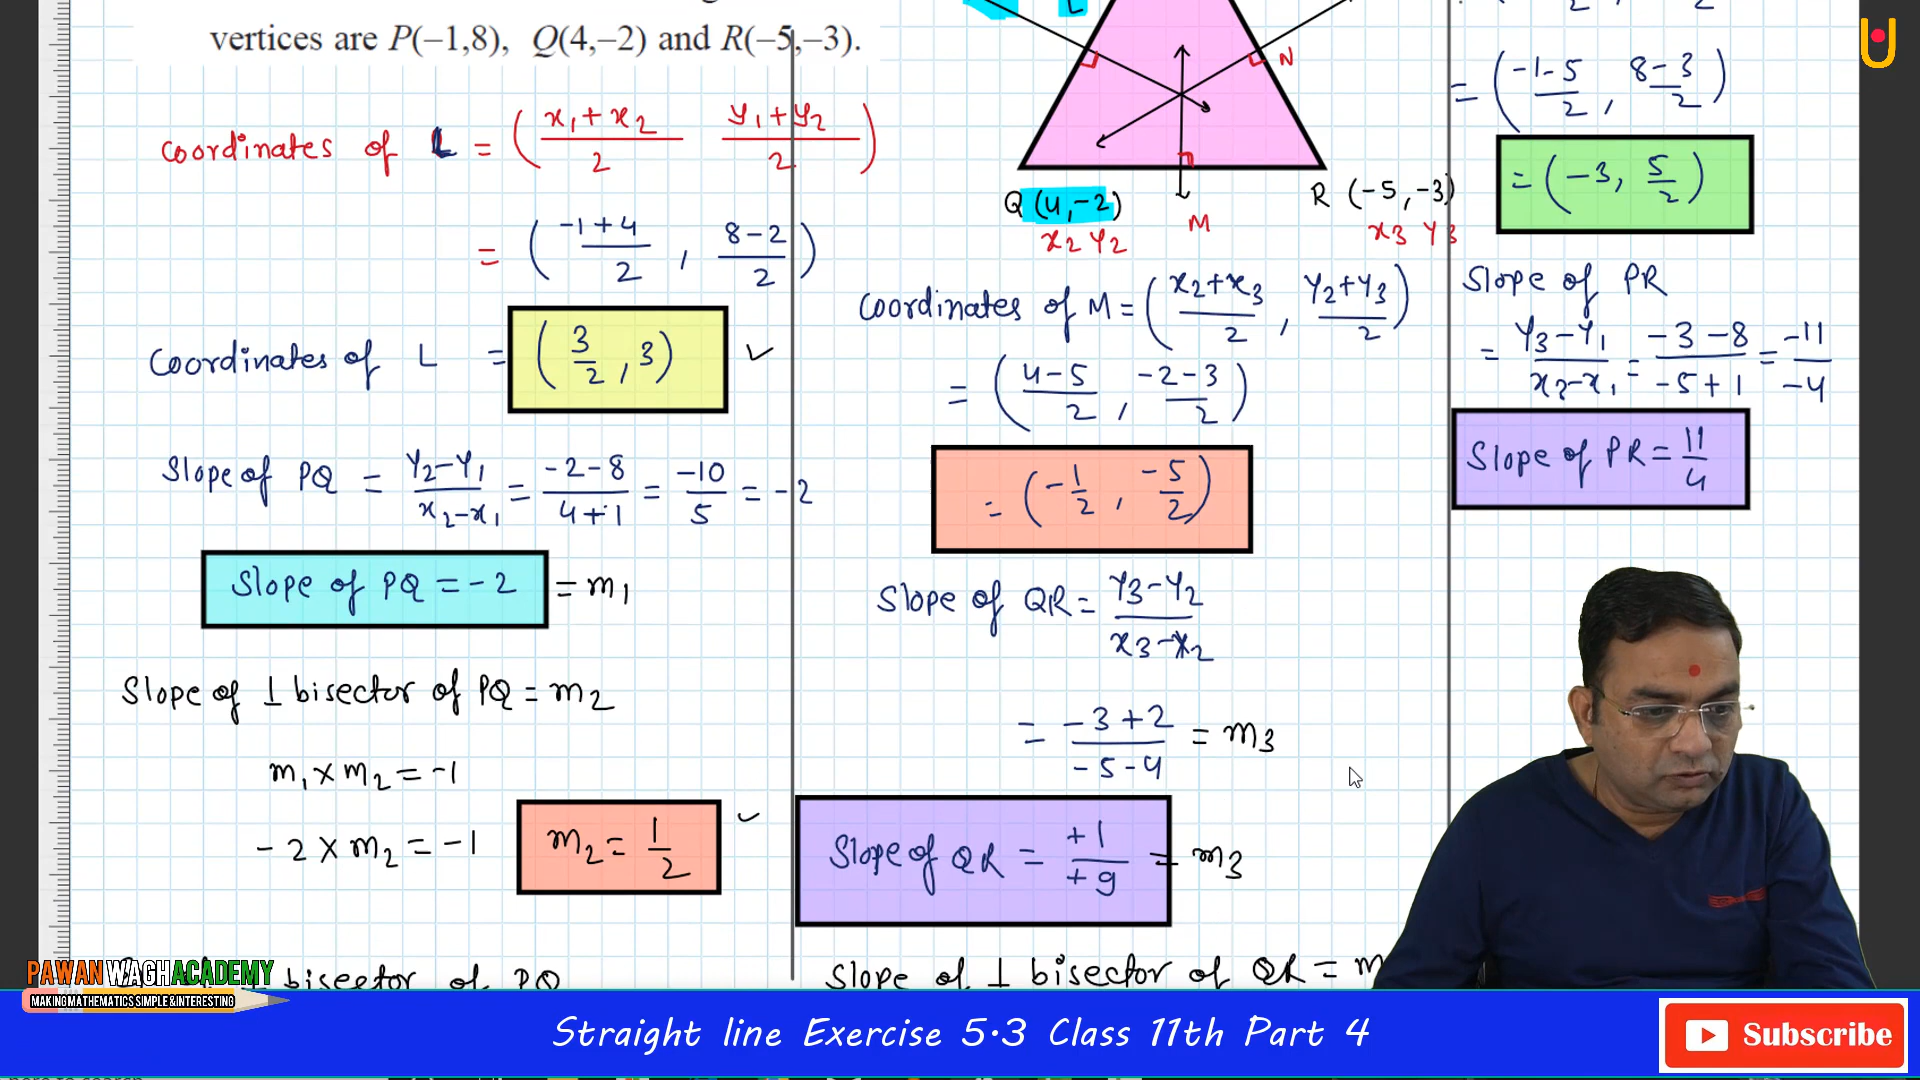 vertices are P(−1,8), Q(4,−2) and R(−5,−3).
Coordinates of L = ( x₁+x₂ / 2   y₁+y₂ / 2 )
= ( -1+4 / 2 , 8-2 / 2 )
Coordinates of L = ( 3/2 , 3 ) ✓
Slope of PQ = Y₂-Y₁ / x₂-x₁ = -2-8 / 4+1 = -10 / 5 = -2
Slope of PQ = -2 = m₁
Slope of ⊥ bisector of PQ = m₂
m₁ × m₂ = -1
-2 × m₂ = -1
m₂ = 1/2 ✓
bisector of PQ
L
N
Q (4,-2)
x₂ Y₂
M
R (-5,-3)
x₃ Y₃
Coordinates of M = ( x₂+x₃ / 2 , Y₂+Y₃ / 2 )
= ( 4-5 / 2 , -2-3 / 2 )
= ( -1/2 , -5/2 )
Slope of QR = Y₃-Y₂ / x₃-x₂
= -3+2 / -5-4 = m₃
Slope of QR = +1 / +9 = m₃
Slope of ⊥ bisector of QR = m
= ( -1-5 / 2 , 8-3 / 2 )
= ( -3, 5/2 )
Slope of PR
= Y₃-Y₁ / x₃-x₁ = -3-8 / -5+1 = -11 / -4
Slope of PR = 11/4
PAWAN WAGH ACADEMY
MAKING MATHEMATICS SIMPLE & INTERESTING
Straight line Exercise 5.3 Class 11th Part 4
Subscribe